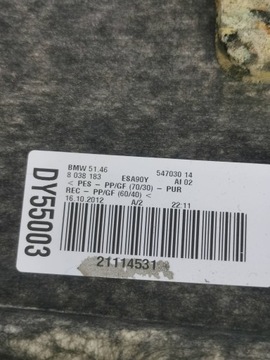 DY55003
BMW 51.46
8 038 183 ESA90Y 547030 14
< PES - PP/GF (70/30) - PUR AI 02
REC - PP/GF (60/40) <
16.10.2012 A/2 22:11
21114531